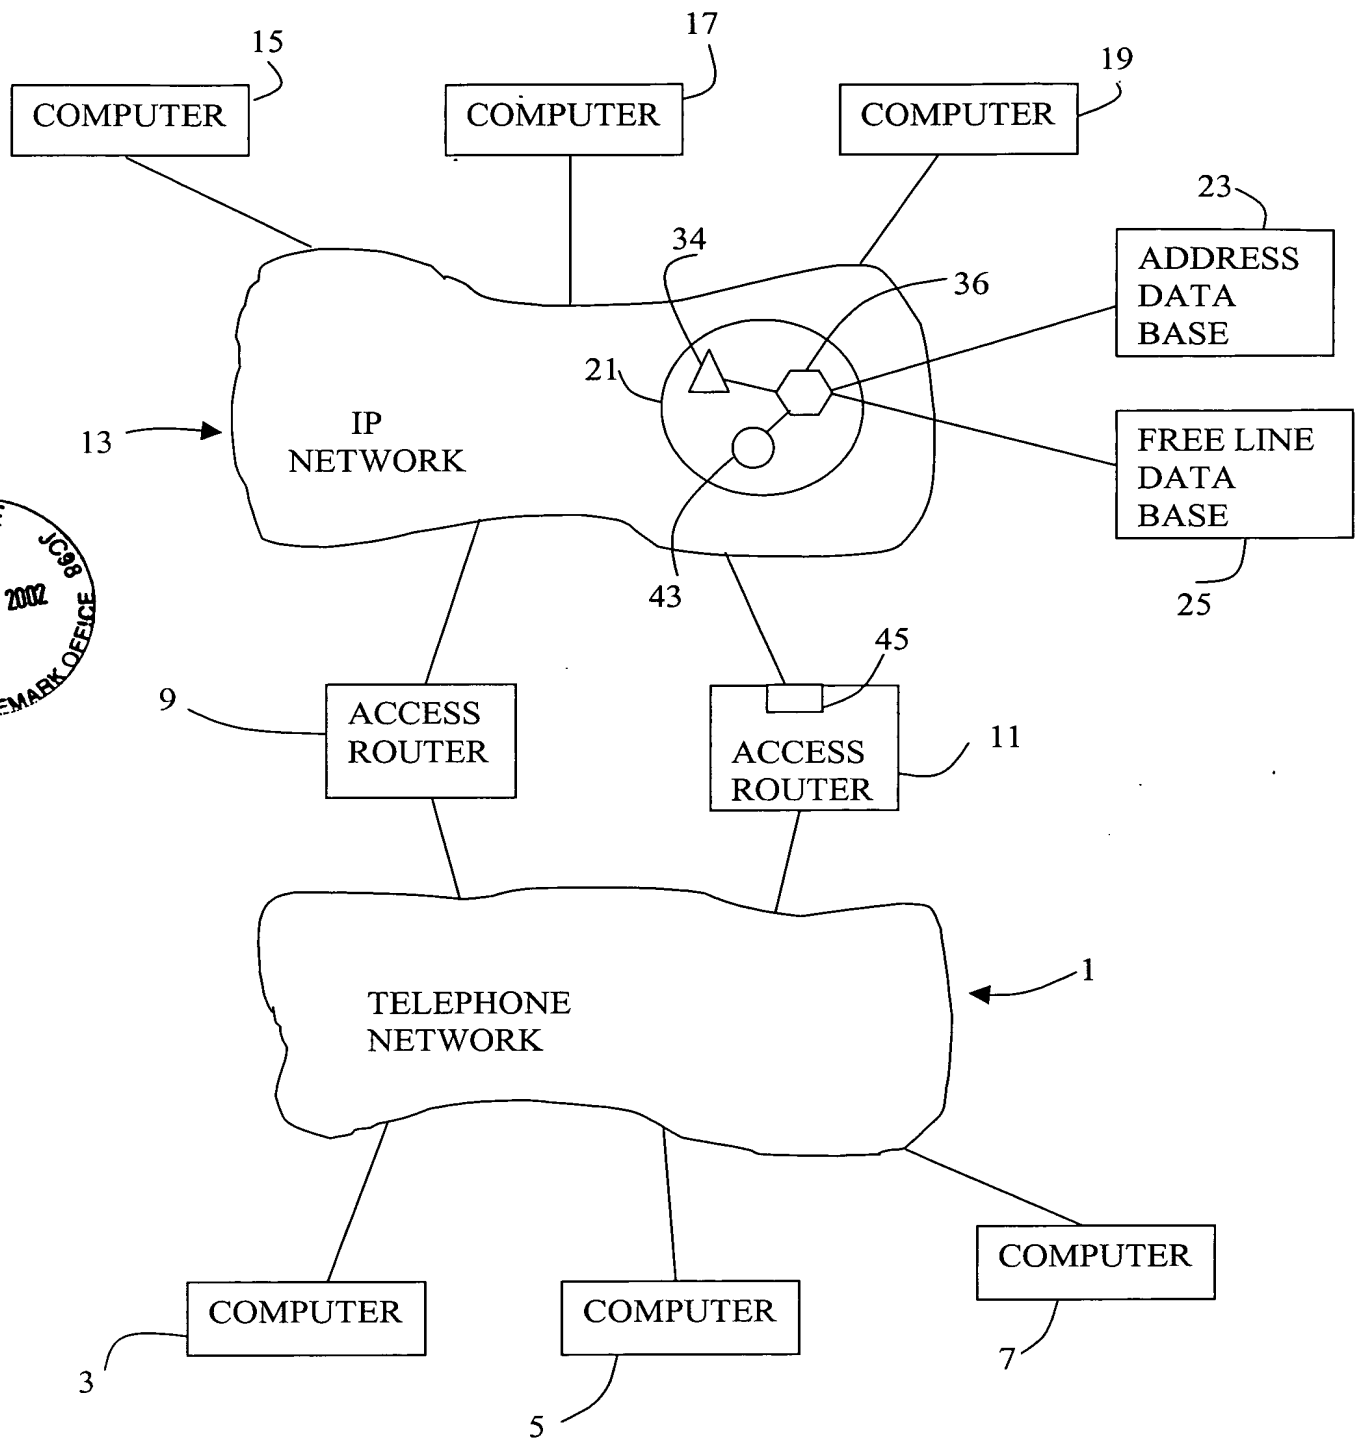 15
17
19
COMPUTER
COMPUTER
COMPUTER
23
34
36
ADDRESS
DATA
BASE
21
13
IP
NETWORK
FREE LINE
DATA
BASE
43
25
JC98
2002
EMARK OFFICE
45
9
ACCESS
ROUTER
11
ACCESS
ROUTER
1
TELEPHONE
NETWORK
COMPUTER
COMPUTER
COMPUTER
3
5
7